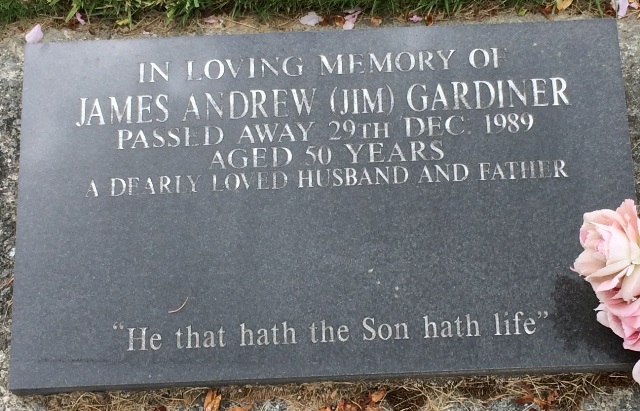 IN LOVING MEMORY OF
JAMES ANDREW (JIM) GARDINER
PASSED AWAY 29TH DEC. 1989
AGED 50 YEARS
A DEARLY LOVED HUSBAND AND FATHER
"He that hath the Son hath life"